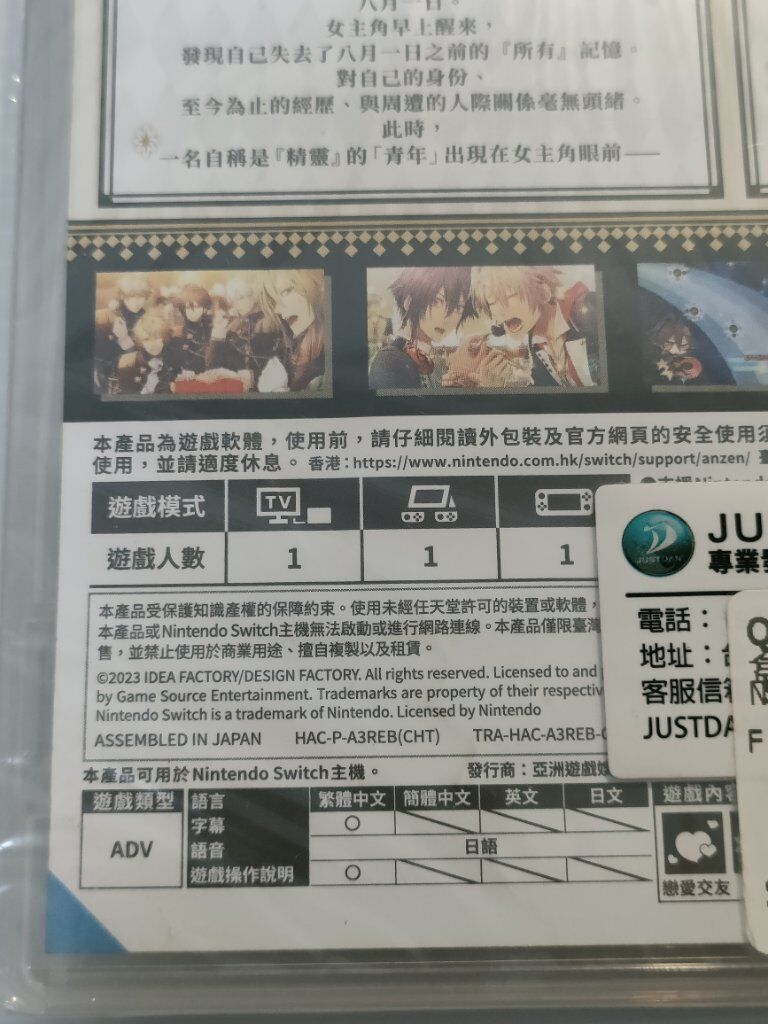 八月一日。
女主角早上醒來，
發現自己失去了八月一日之前的『所有』記憶。
對自己的身份、
至今為止的經歷、與周遭的人際關係毫無頭緒。
此時，
一名自稱是『精靈』的「青年」出現在女主角眼前——
本產品為遊戲軟體，使用前，請仔細閱讀外包裝及官方網頁的安全使用須
使用，並請適度休息。 香港：https://www.nintendo.com.hk/switch/support/anzen/
遊戲模式 TV
遊戲人數 1 1 1
本產品受保護知識產權的保障約束。使用未經任天堂許可的裝置或軟體，
本產品或Nintendo Switch主機無法啟動或進行網路連線。本產品僅限臺灣
售，並禁止使用於商業用途、擅自複製以及租賃。
©2023 IDEA FACTORY/DESIGN FACTORY. All rights reserved. Licensed to and
by Game Source Entertainment. Trademarks are property of their respectiv
Nintendo Switch is a trademark of Nintendo. Licensed by Nintendo
ASSEMBLED IN JAPAN HAC-P-A3REB(CHT) TRA-HAC-A3REB-
本產品可用於Nintendo Switch主機。 發行商：亞洲遊戲
遊戲類型 語言 繁體中文 簡體中文 英文 日文 遊戲內容
ADV 字幕 ○
語音 日語
遊戲操作說明 ○
戀愛交友
JUSTDAN JU
專業
電話：
地址：
客服信箱
JUSTDA